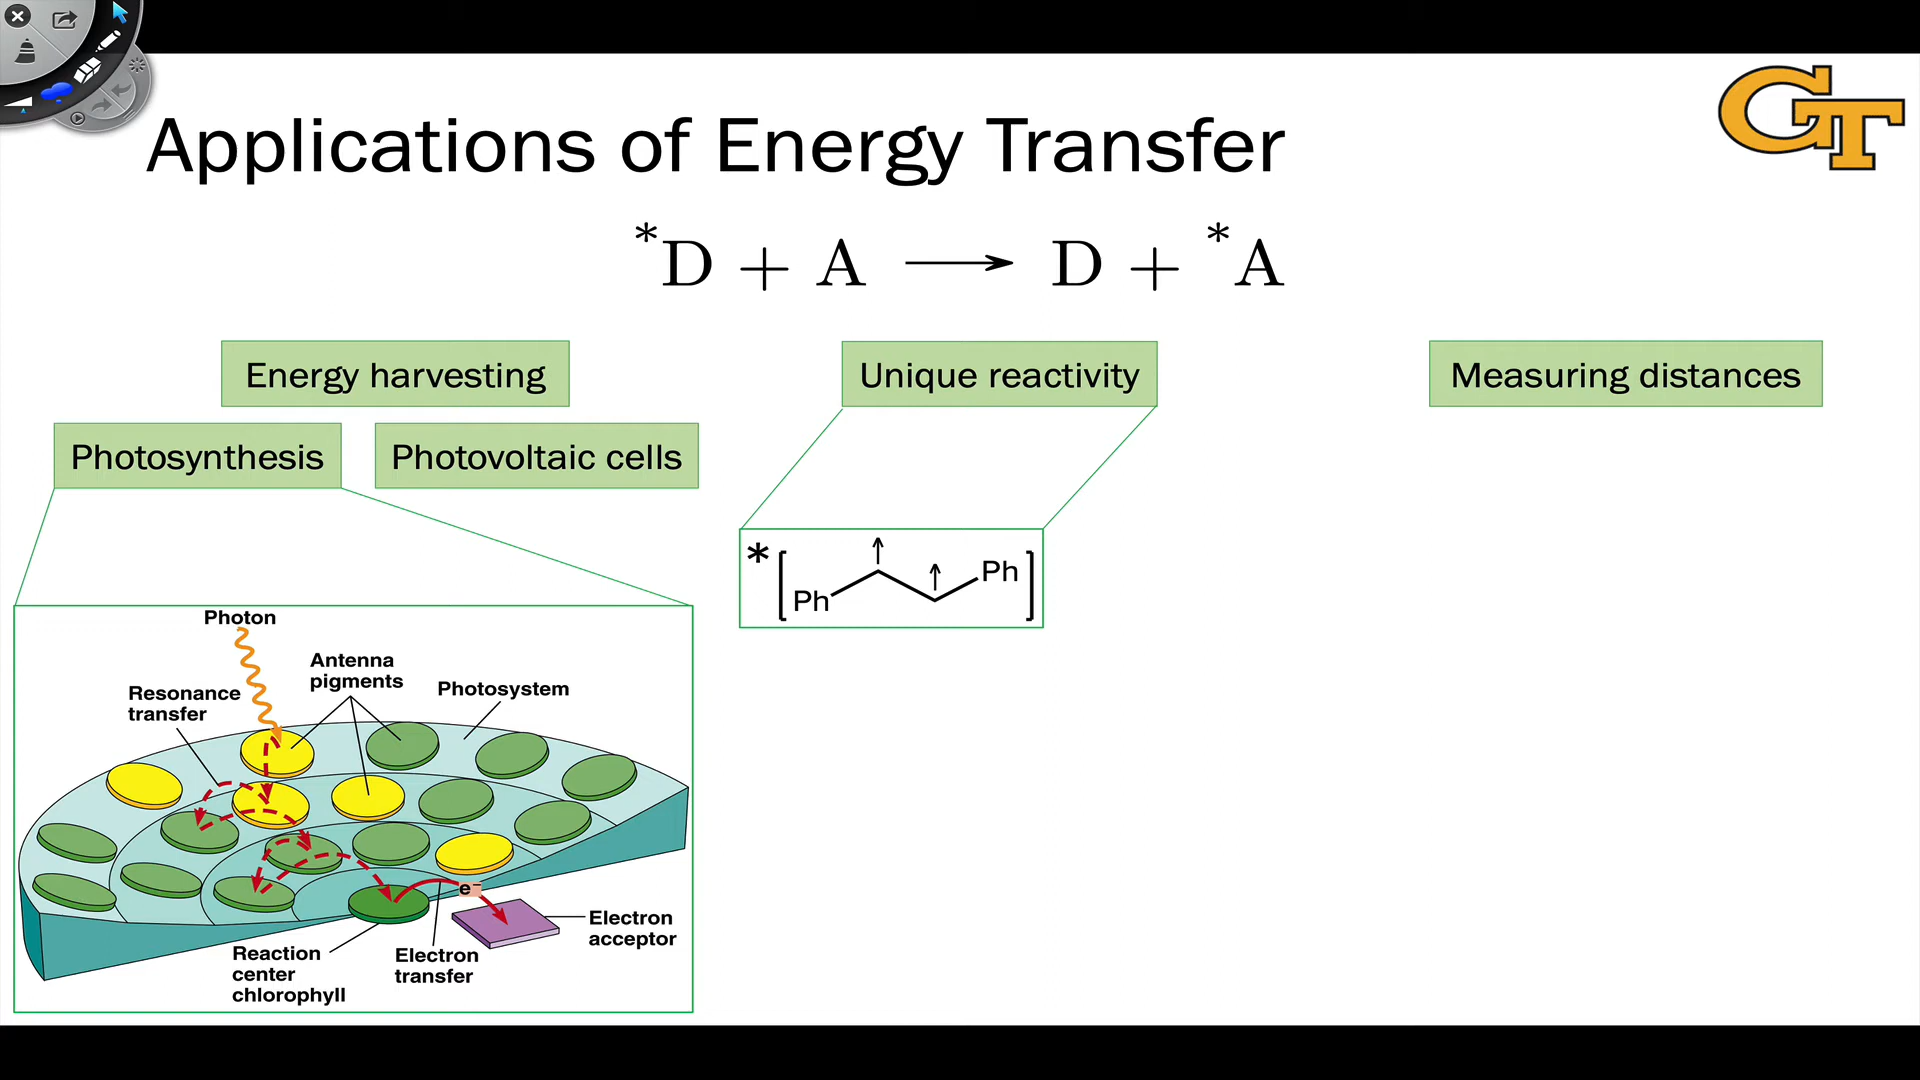 Applications of Energy Transfer
GT
*D + A ⟶ D + *A
Energy harvesting
Unique reactivity
Measuring distances
Photosynthesis
Photovoltaic cells
*[Ph ↑ ↑ Ph]
Photon
Antenna
pigments
Photosystem
Resonance
transfer
e⁻
Electron
acceptor
Reaction
center
chlorophyll
Electron
transfer